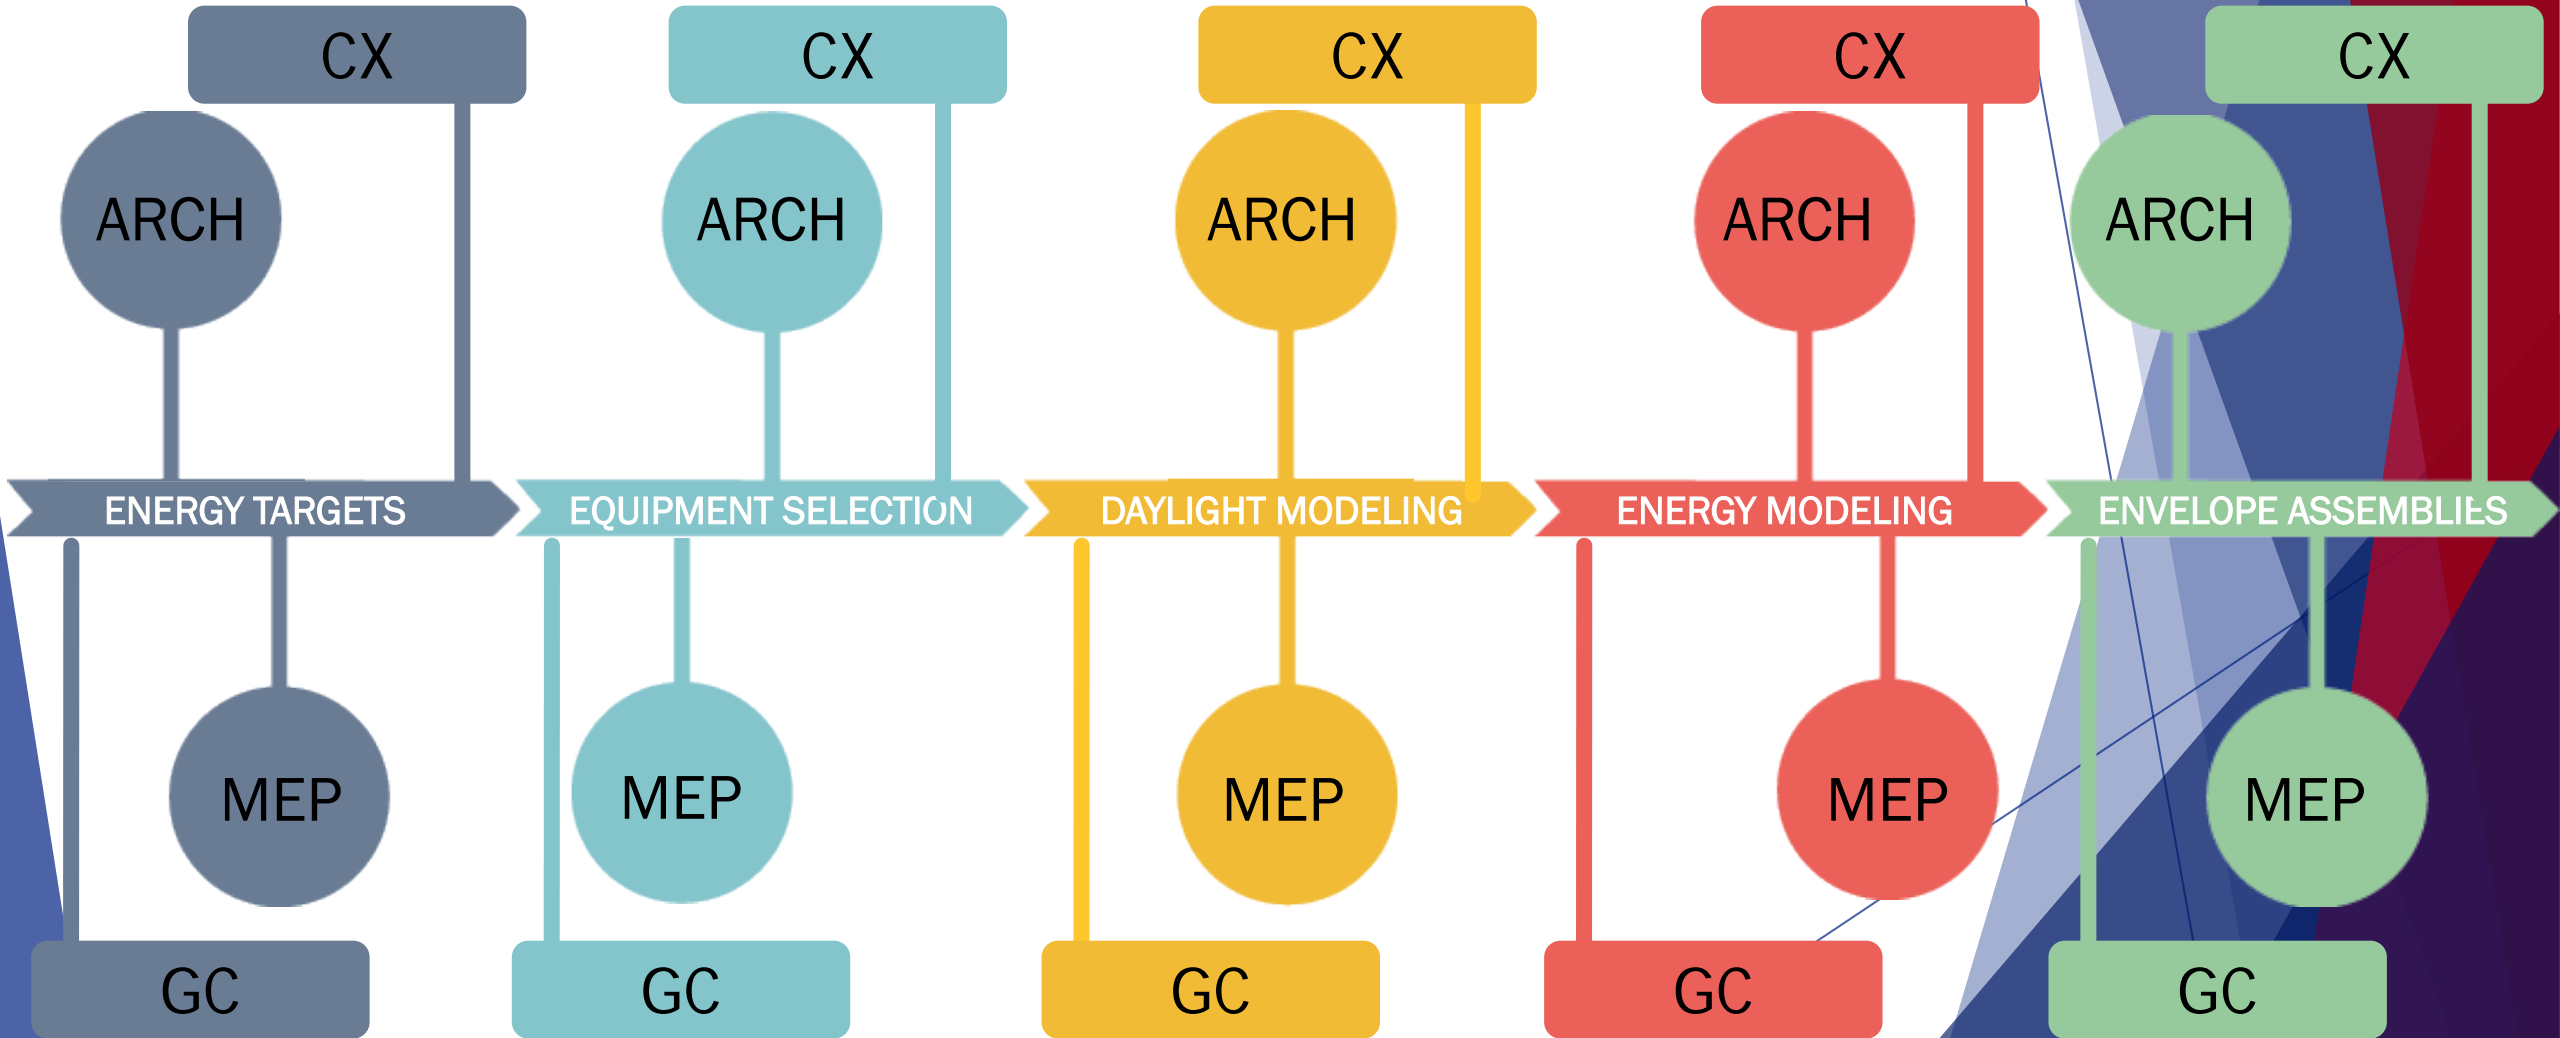 CX
CX
CX
CX
CX
ARCH
ARCH
ARCH
ARCH
ARCH
ENERGY TARGETS
EQUIPMENT SELECTION
DAYLIGHT MODELING
ENERGY MODELING
ENVELOPE ASSEMBLIES
MEP
MEP
MEP
MEP
MEP
GC
GC
GC
GC
GC